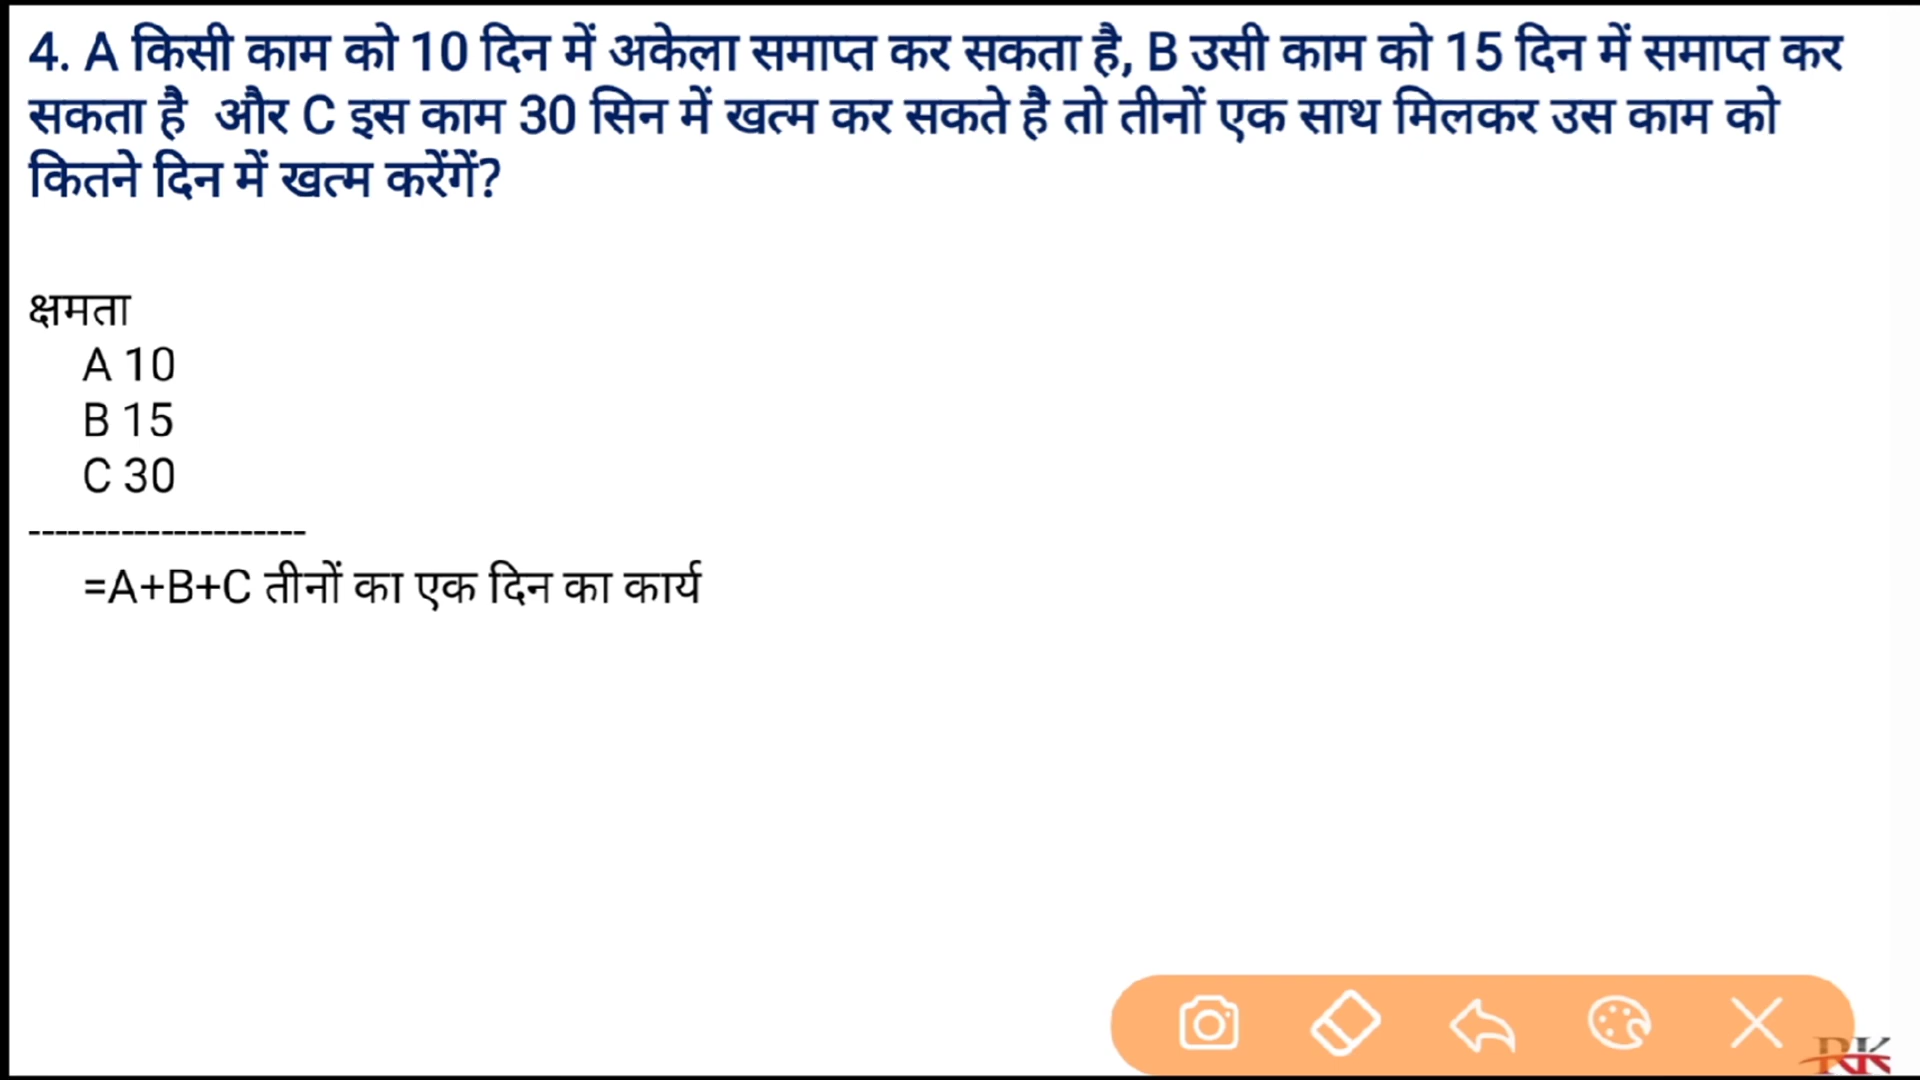 4. A किसी काम को 10 दिन में अकेला समाप्त कर सकता है, B उसी काम को 15 दिन में समाप्त कर
सकता है और C इस काम 30 सिन में खत्म कर सकते है तो तीनों एक साथ मिलकर उस काम को
कितने दिन में खत्म करेंगें?
क्षमता
A 10
B 15
C 30
---------------------
=A+B+C तीनों का एक दिन का कार्य
RK